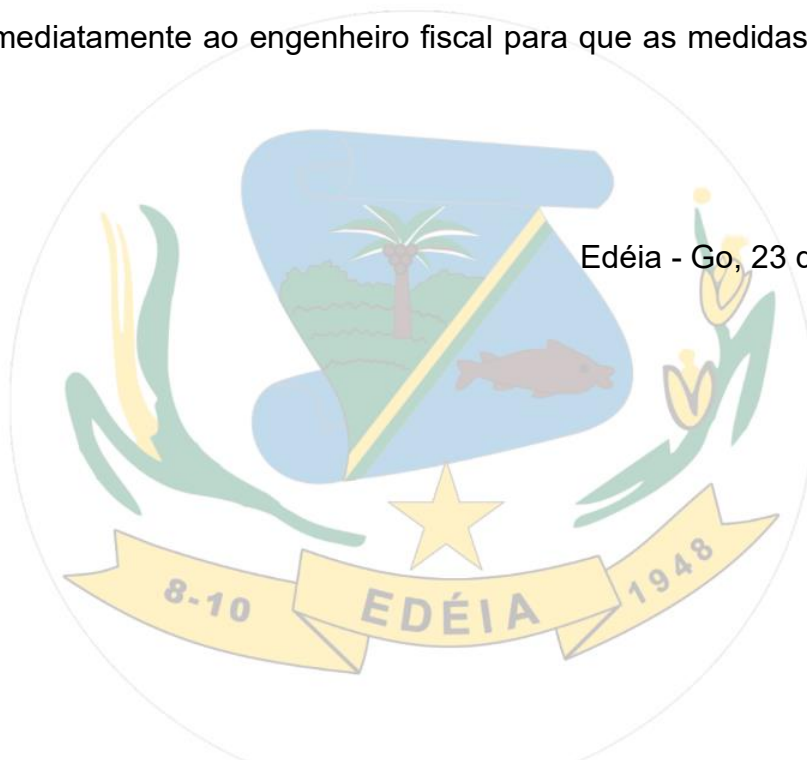 mediatamente ao engenheiro fiscal para que as medidas
Edéia - Go, 23
8-10 EDÉIA 1948